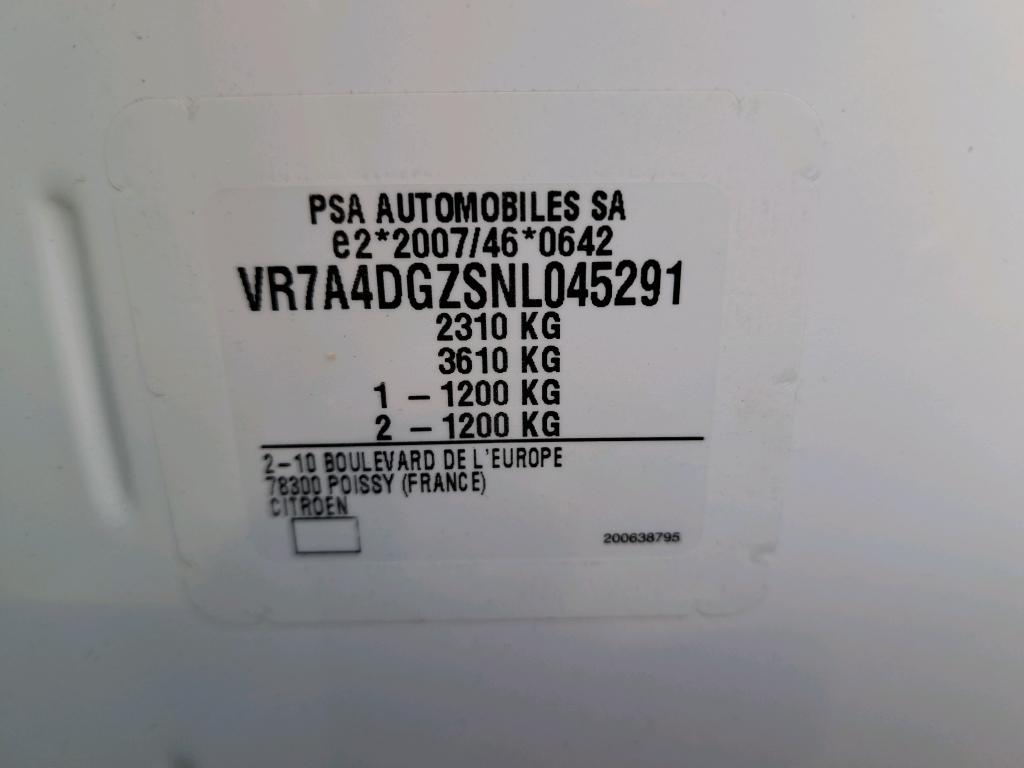 PSA AUTOMOBILES SA
e2*2007/46*0642
VR7A4DGZSNL045291
2310 KG
3610 KG
1 – 1200 KG
2 – 1200 KG
2–10 BOULEVARD DE L'EUROPE
78300 POISSY (FRANCE)
CITROEN
200638795